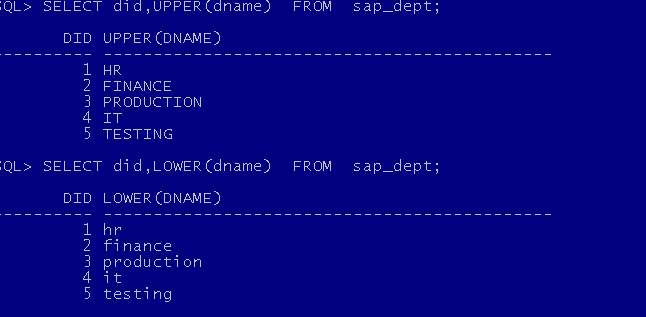 SQL> SELECT did,UPPER(dname)  FROM  sap_dept;
DID UPPER(DNAME)
---------- ---------------------------------------------
1 HR
2 FINANCE
3 PRODUCTION
4 IT
5 TESTING
SQL> SELECT did,LOWER(dname)  FROM  sap_dept;
DID LOWER(DNAME)
---------- ---------------------------------------------
1 hr
2 finance
3 production
4 it
5 testing